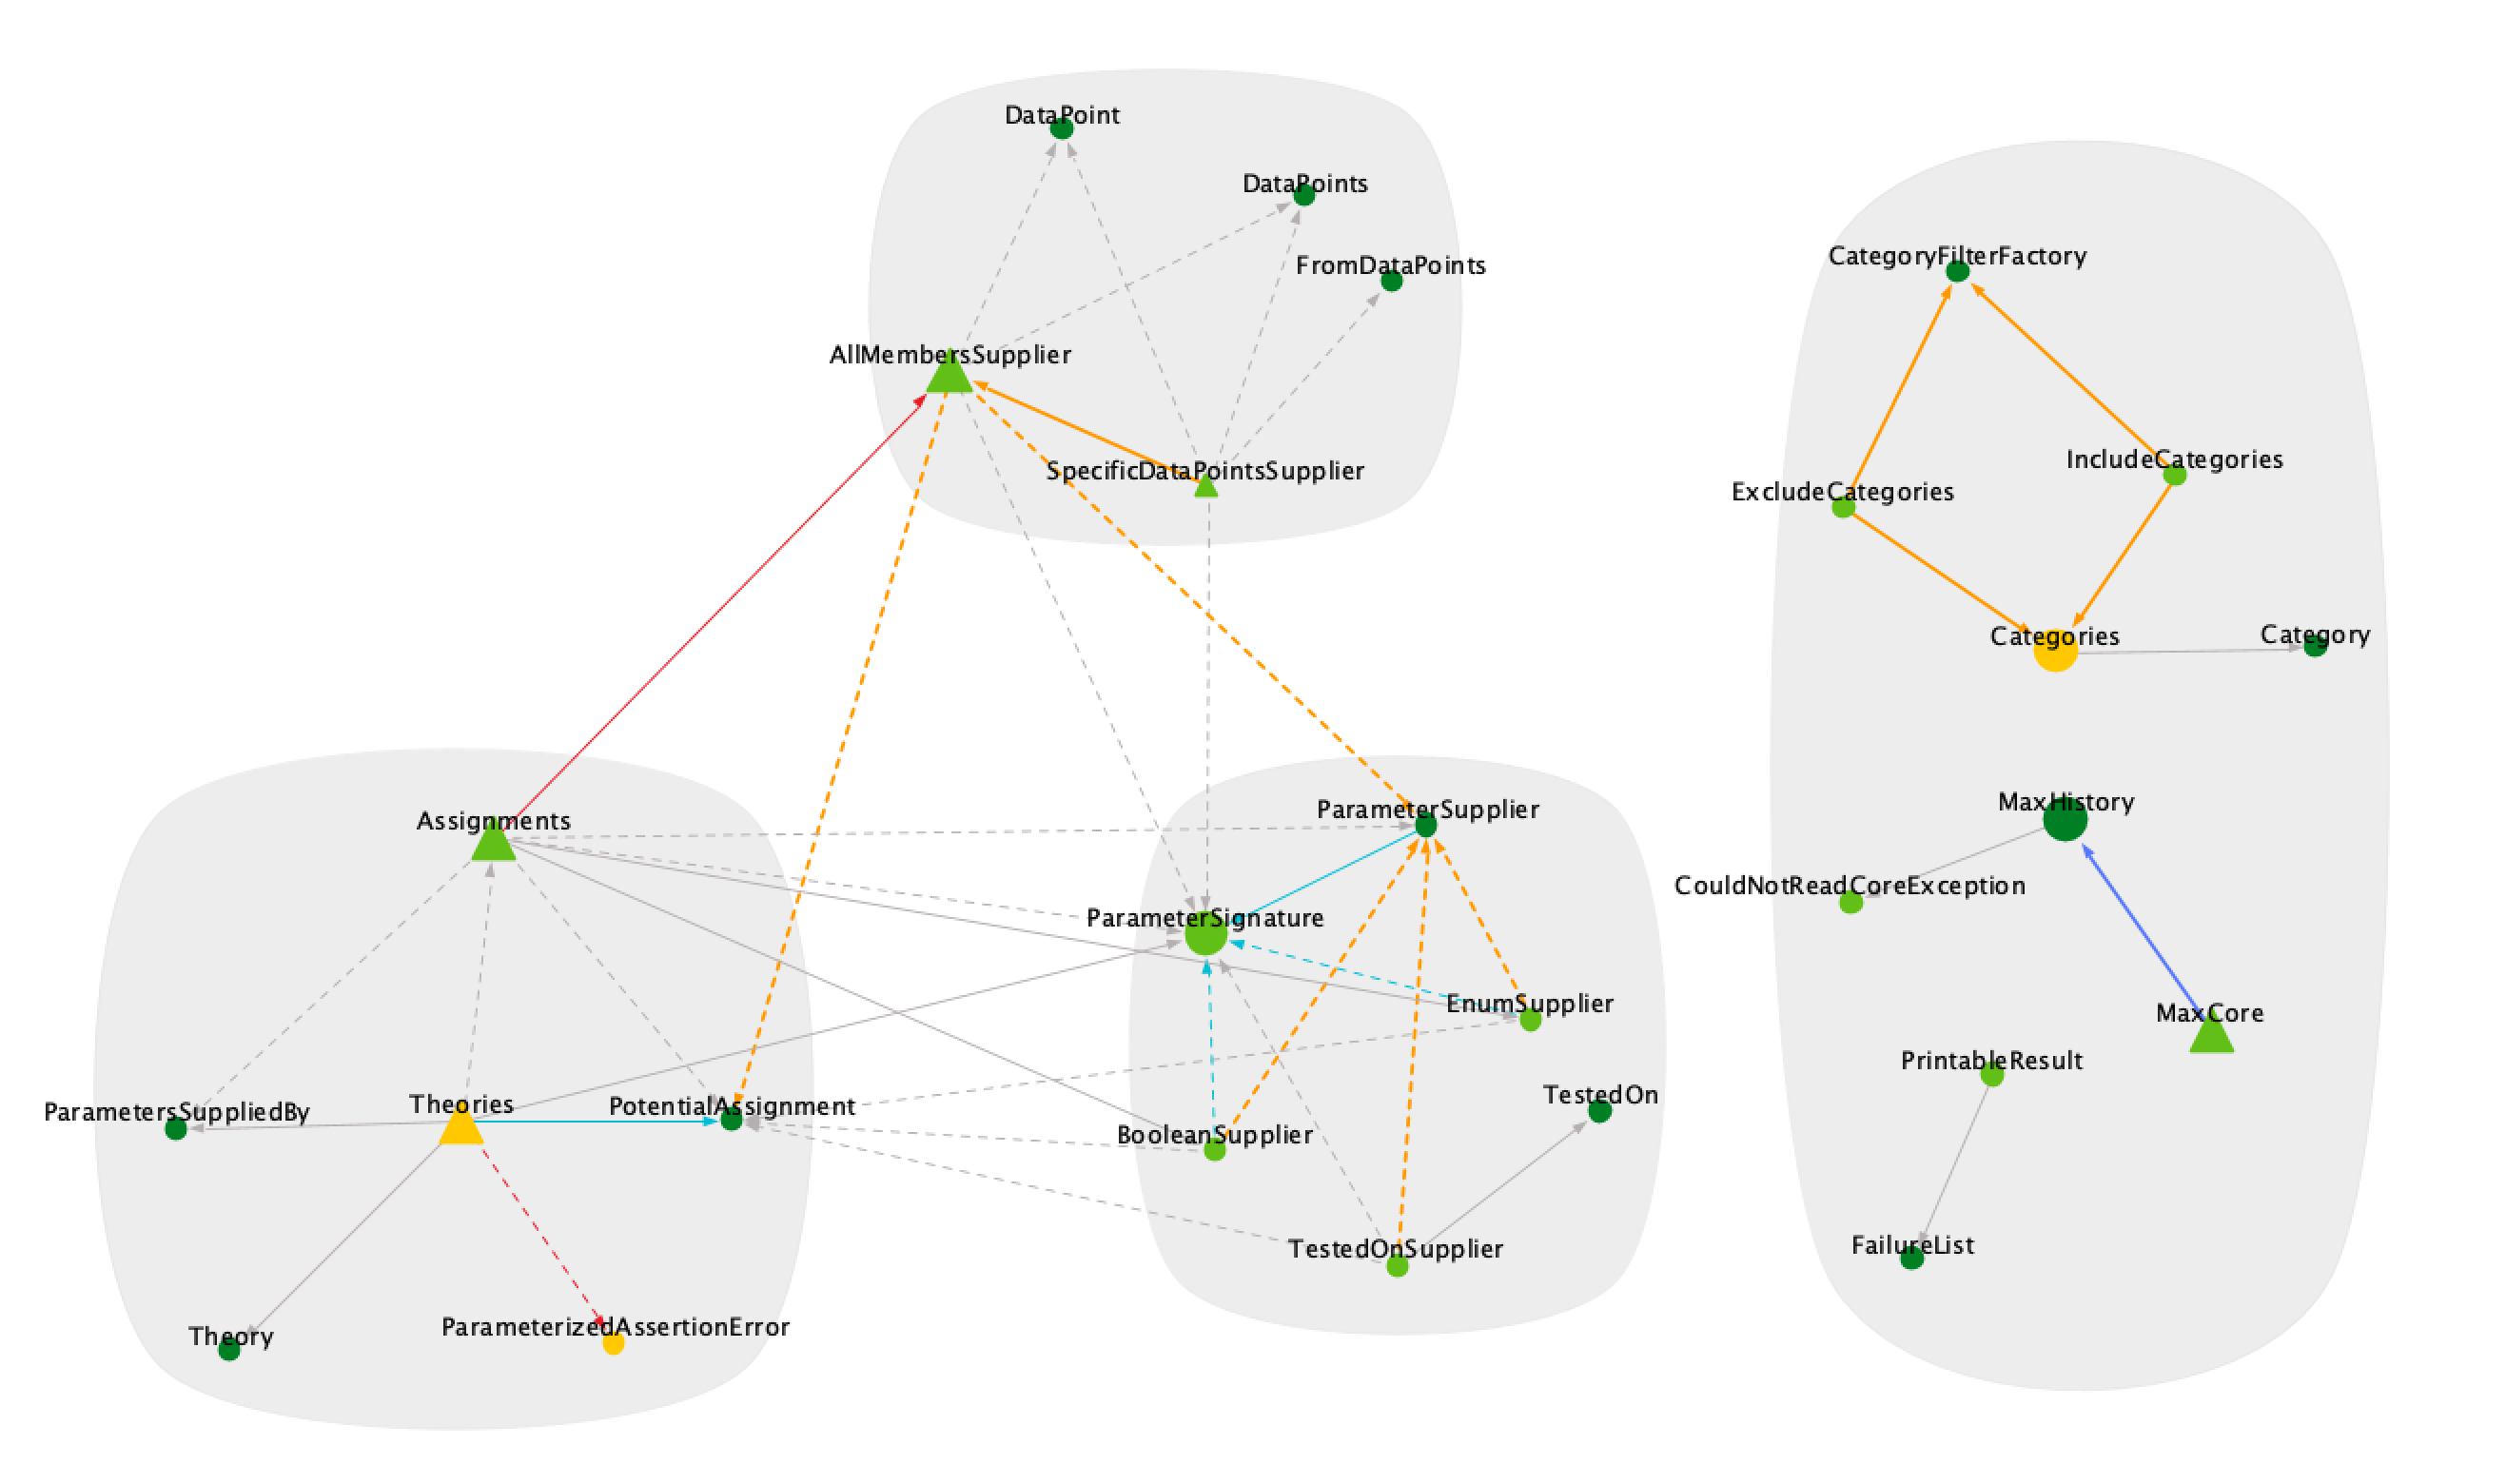 DataPoint
DataPoints
CategoryFilterFactory
FromDataPoints
AllMembersSupplier
IncludeCategories
SpecificDataPointsSupplier
ExcludeCategories
Categories
Category
MaxHistory
ParameterSupplier
Assignments
CouldNotReadCoreException
ParameterSignature
EnumSupplier
MaxCore
PrintableResult
TestedOn
Theories
PotentialAssignment
ParametersSuppliedBy
BooleanSupplier
FailureList
TestedOnSupplier
ParameterizedAssertionError
Theory